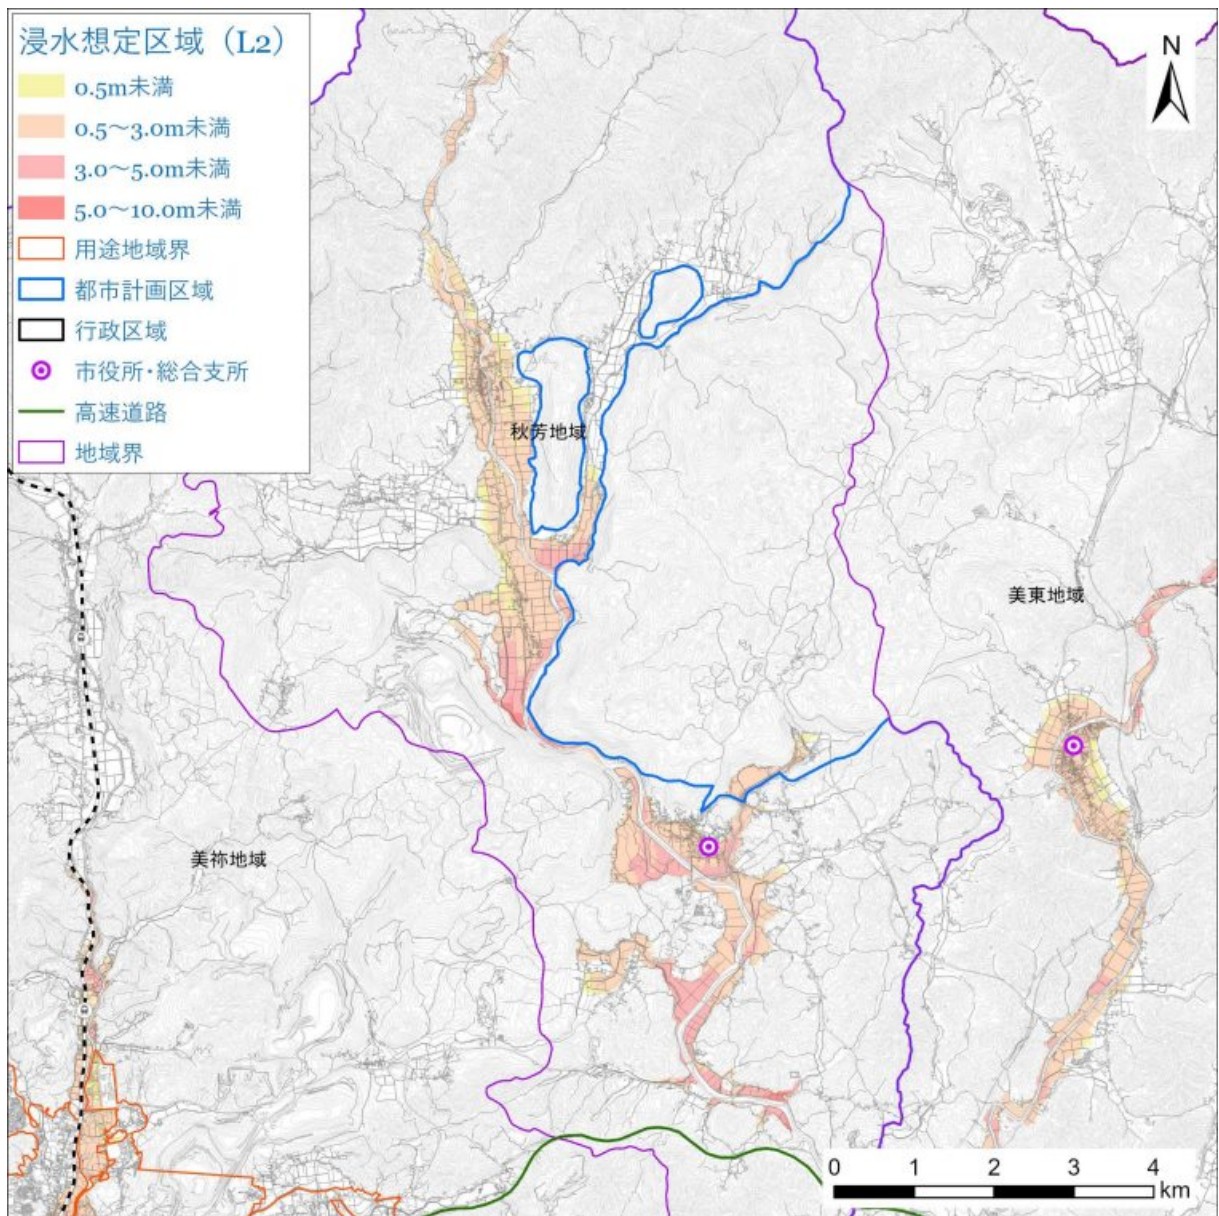 浸水想定区域（L2）
0.5m未満
0.5～3.0m未満
3.0～5.0m未満
5.0～10.0m未満
用途地域界
都市計画区域
行政区域
市役所・総合支所
高速道路
地域界
N
秋芳地域
美東地域
美祢地域
0 1 2 3 4
km